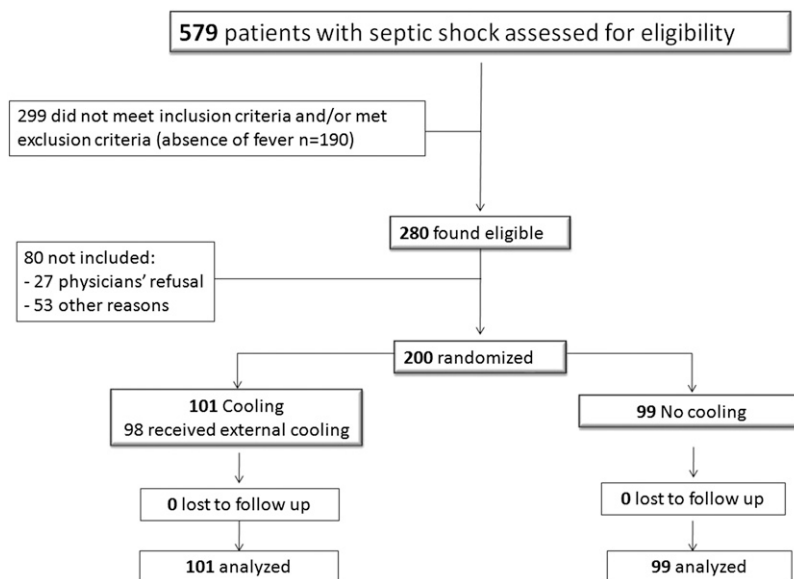 579 patients with septic shock assessed for eligibility
299 did not meet inclusion criteria and/or met
exclusion criteria (absence of fever n=190)
280 found eligible
80 not included:
- 27 physicians’ refusal
- 53 other reasons
200 randomized
101 Cooling
98 received external cooling
99 No cooling
0 lost to follow up
0 lost to follow up
101 analyzed
99 analyzed